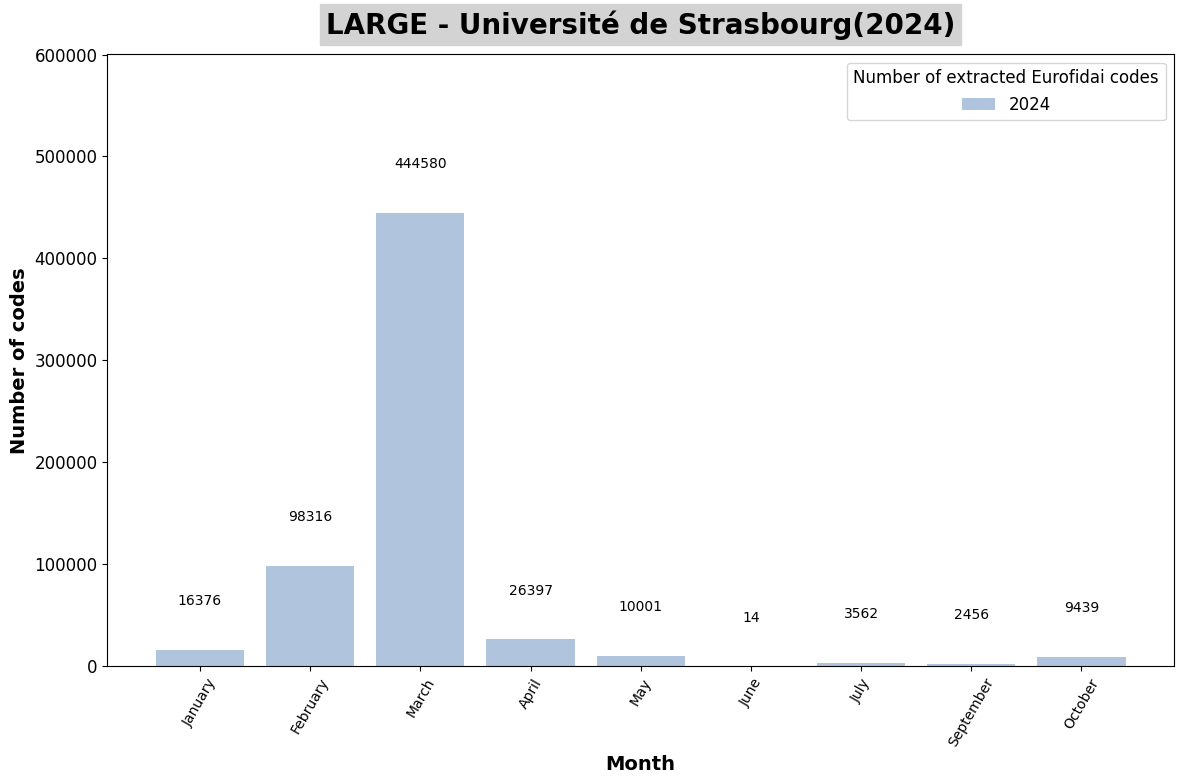 LARGE - Université de Strasbourg(2024)
Number of extracted Eurofidai codes
2024
Number of codes
600000
500000
400000
300000
200000
100000
0
16376
98316
444580
26397
10001
14
3562
2456
9439
January
February
March
April
May
June
July
September
October
Month